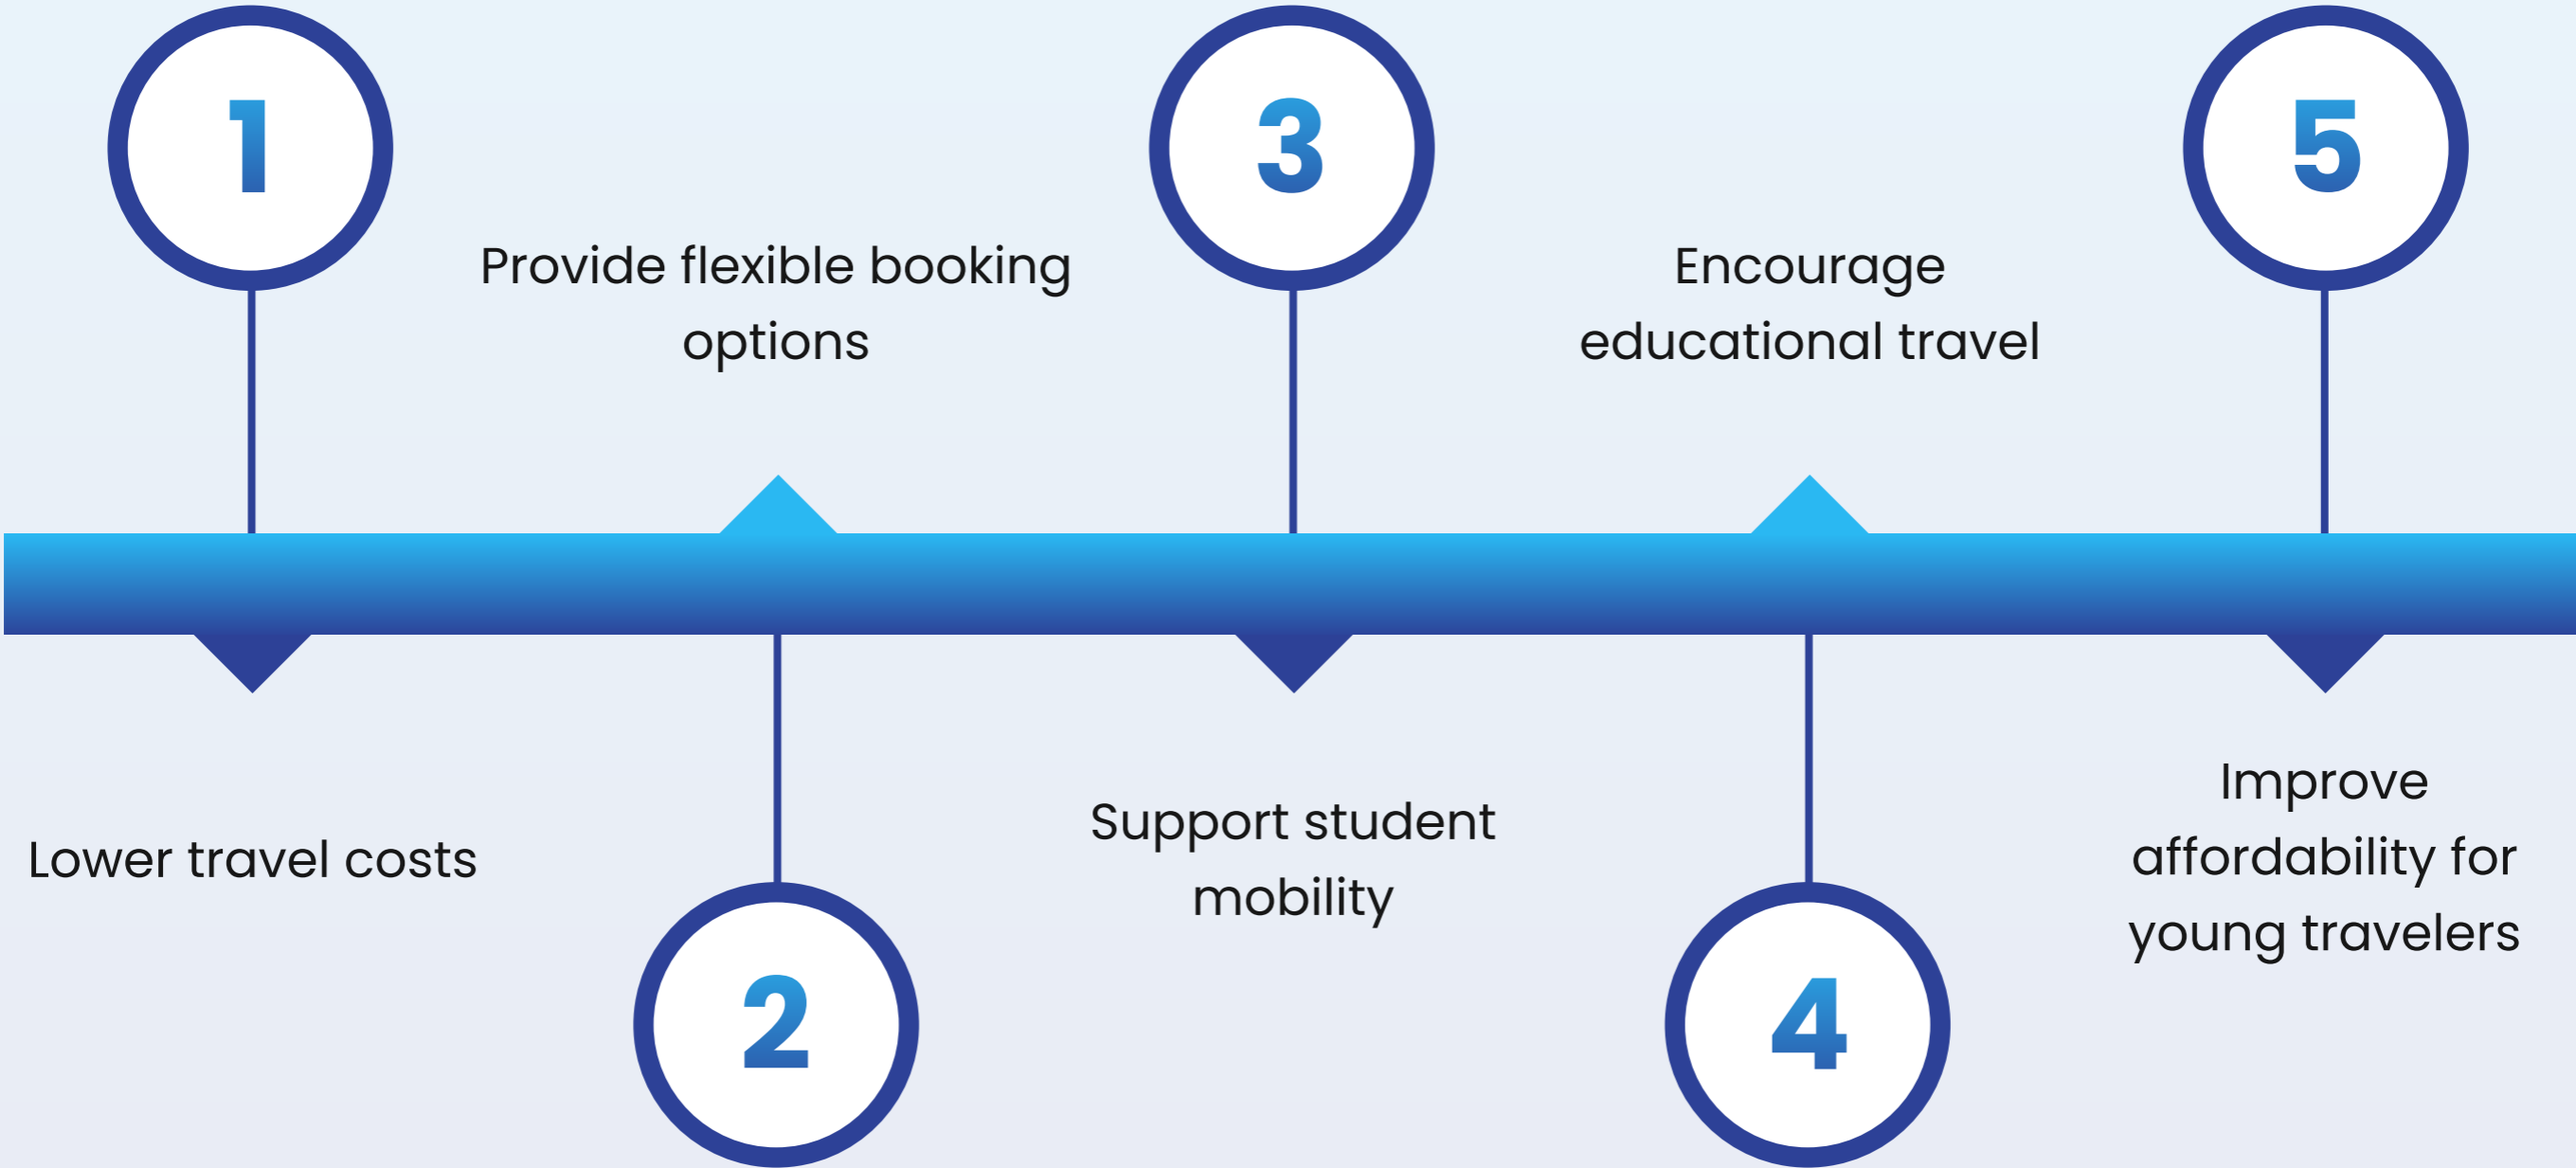 1
Lower travel costs
2
Provide flexible booking
options
3
Support student
mobility
4
Encourage
educational travel
5
Improve
affordability for
young travelers